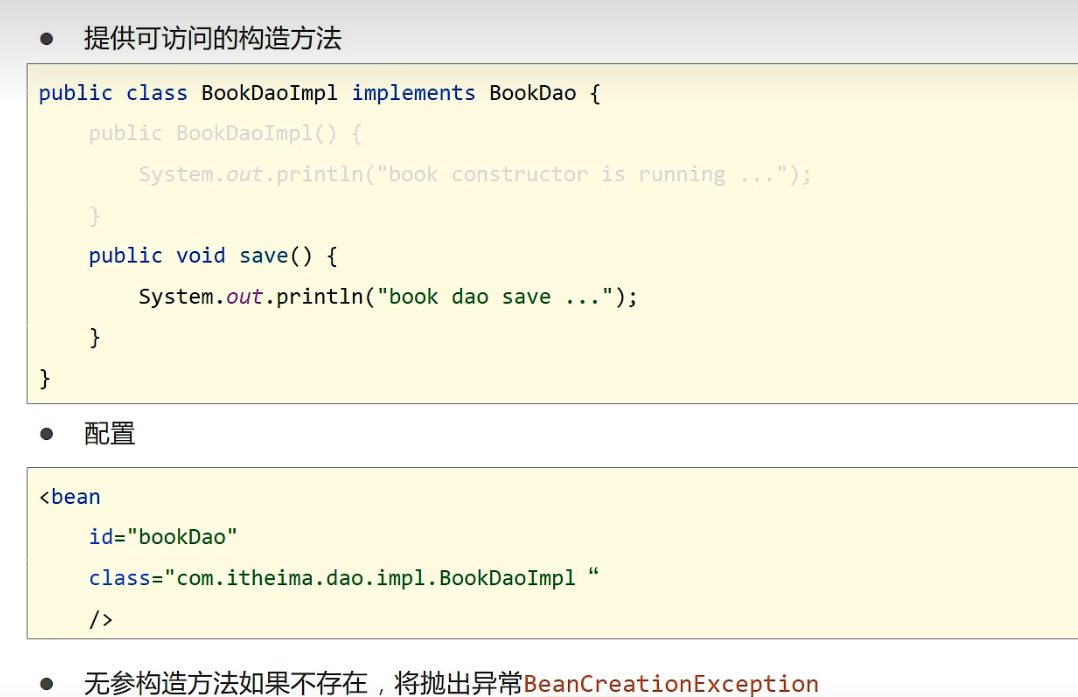 ● 提供可访问的构造方法
public class BookDaoImpl implements BookDao {
    public BookDaoImpl() {
        System.out.println("book constructor is running ...");
    }
    public void save() {
        System.out.println("book dao save ...");
    }
}
● 配置
<bean
    id="bookDao"
    class="com.itheima.dao.impl.BookDaoImpl “
    />
● 无参构造方法如果不存在，将抛出异常BeanCreationException